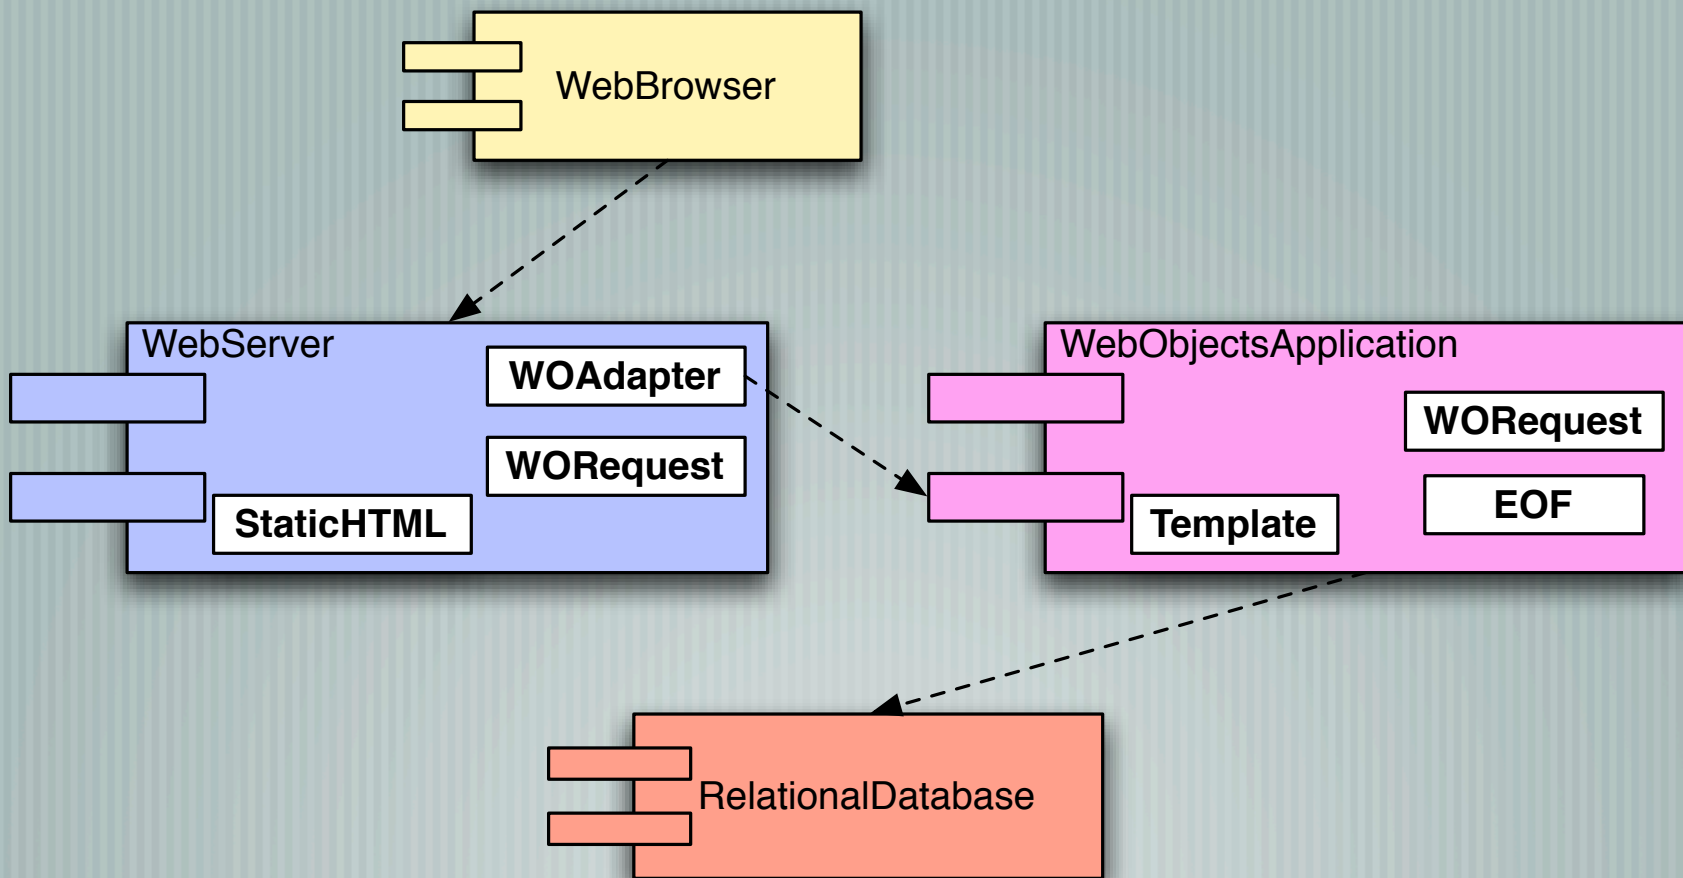 WebBrowser
WebServer
WOAdapter
WORequest
StaticHTML
WebObjectsApplication
WORequest
EOF
Template
RelationalDatabase